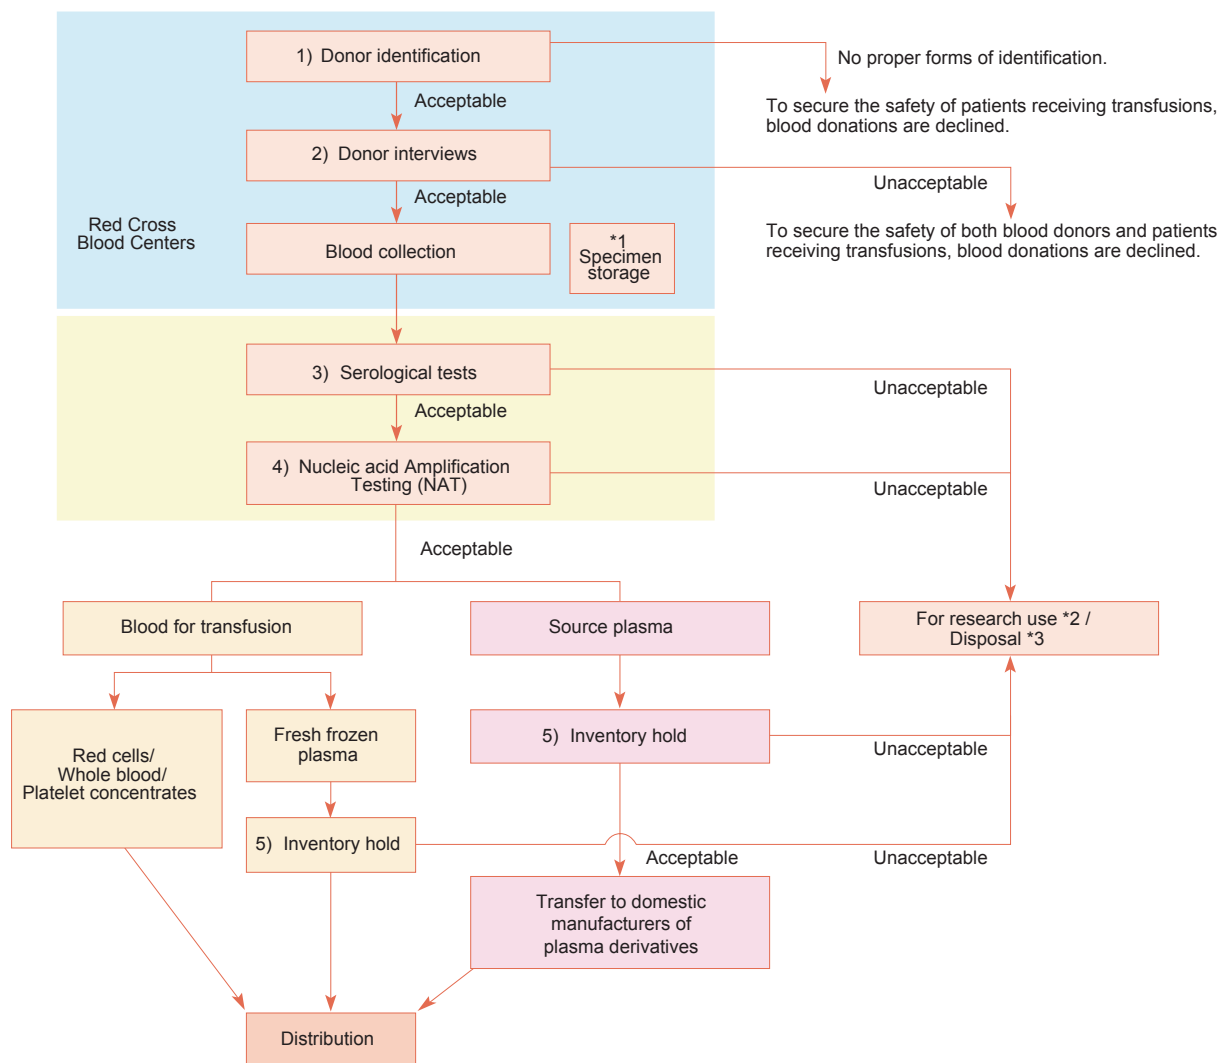 1) Donor identification
No proper forms of identification.
Acceptable
To secure the safety of patients receiving transfusions,
blood donations are declined.
2) Donor interviews
Unacceptable
Acceptable
Red Cross
Blood Centers
To secure the safety of both blood donors and patients
receiving transfusions, blood donations are declined.
Blood collection
*1
Specimen
storage
3) Serological tests
Unacceptable
Acceptable
4) Nucleic acid Amplification
Testing (NAT)
Unacceptable
Acceptable
Blood for transfusion
Source plasma
For research use *2 /
Disposal *3
Red cells/
Whole blood/
Platelet concentrates
Fresh frozen
plasma
5) Inventory hold
Unacceptable
5) Inventory hold
Acceptable
Unacceptable
Transfer to domestic
manufacturers of
plasma derivatives
Distribution